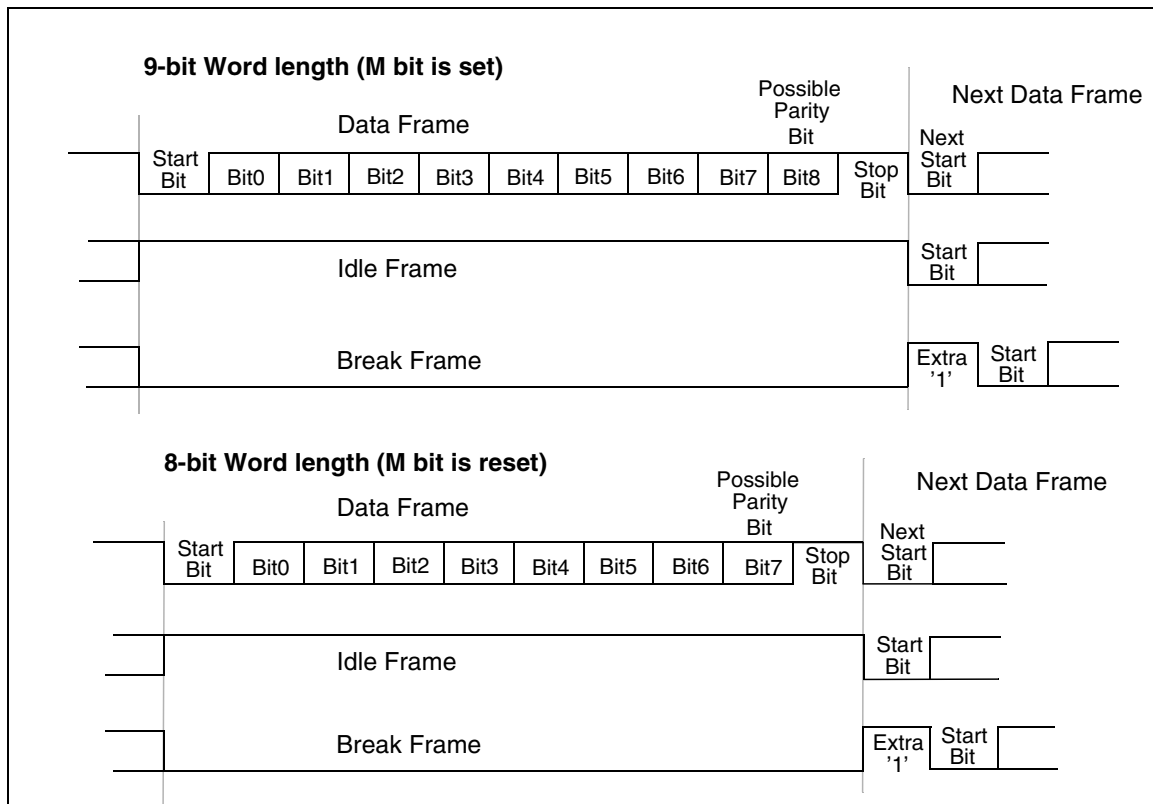 9-bit Word length (M bit is set)
Possible
Parity
Bit
Next Data Frame
Data Frame
Start
Bit
Bit0
Bit1
Bit2
Bit3
Bit4
Bit5
Bit6
Bit7
Bit8
Stop
Bit
Next
Start
Bit
Idle Frame
Start
Bit
Break Frame
Extra
'1'
Start
Bit
8-bit Word length (M bit is reset)
Possible
Parity
Bit
Next Data Frame
Data Frame
Start
Bit
Bit0
Bit1
Bit2
Bit3
Bit4
Bit5
Bit6
Bit7
Stop
Bit
Next
Start
Bit
Idle Frame
Start
Bit
Break Frame
Extra
'1'
Start
Bit